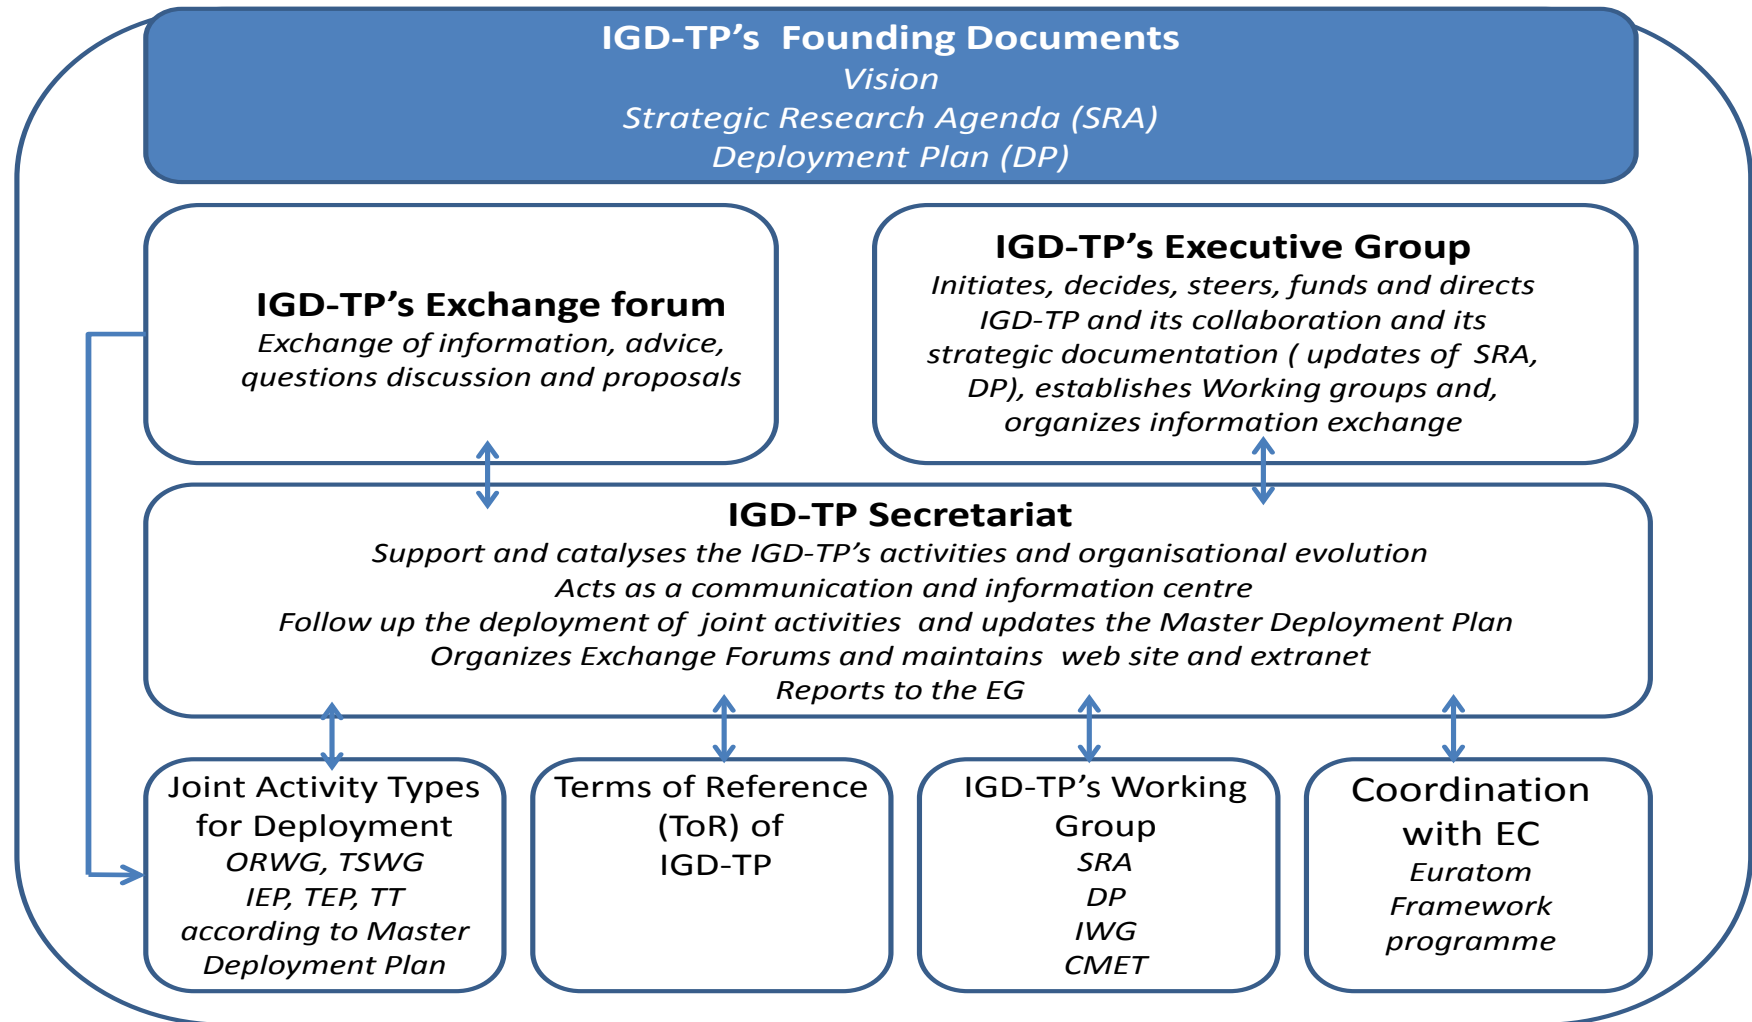 IGD-TP’s Founding Documents
Vision
Strategic Research Agenda (SRA)
Deployment Plan (DP)
IGD-TP’s Exchange forum
Exchange of information, advice,
questions discussion and proposals
IGD-TP’s Executive Group
Initiates, decides, steers, funds and directs
IGD-TP and its collaboration and its
strategic documentation ( updates of SRA,
DP), establishes Working groups and,
organizes information exchange
IGD-TP Secretariat
Support and catalyses the IGD-TP’s activities and organisational evolution
Acts as a communication and information centre
Follow up the deployment of joint activities and updates the Master Deployment Plan
Organizes Exchange Forums and maintains web site and extranet
Reports to the EG
Joint Activity Types
for Deployment
ORWG, TSWG
IEP, TEP, TT
according to Master
Deployment Plan
Terms of Reference
(ToR) of
IGD-TP
IGD-TP’s Working
Group
SRA
DP
IWG
CMET
Coordination
with EC
Euratom
Framework
programme